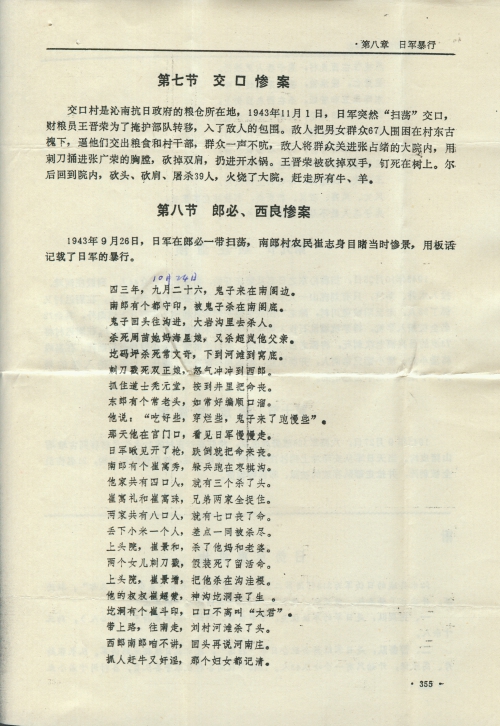 ·第八章 日军暴行
第七节 交口惨案
交口村是沁南抗日政府的粮仓所在地，1943年11月1日，日军突然“扫荡”交口，
财粮员王晋荣为了掩护部队转移，入了敌人的包围。敌人把男女群众67人围困在村东古
槐下，逼他们交出粮食和村干部，群众一声不吭，敌人将群众关进张占绪的大院内，用
刺刀捅进张广荣的胸膛，砍掉双肩，扔进开水锅。王晋荣被砍掉双手，钉死在树上。尔
后回到院内，砍头、砍肩、屠杀39人，火烧了大院，赶走所有牛、羊。
第八节 郎必、西良惨案
1943年9月26日，日军在郎必一带扫荡，南郎村农民崔志身目睹当时惨景，用板话
记载了日军的暴行。
10月24日
四三年，九月二十六，鬼子来在南阁边。
南郎有个都守印，被鬼子杀在南阁底。
鬼子回头住沟进，大岩沟里去杀人。
杀死周苗她妈海星娘，又杀超岚他父亲。
圪码坪杀死常文奇，下到河滩到窝底。
刺刀戳死双正娘，怒气冲冲到西郎。
抓住道士秃元堂，按到井里把命丧。
东郎有个常老头，如常好编顺口溜。
他说：“吃好些，穿烂些，鬼子来了跑慢些”。
那天他在官门口，看见日军慢慢走。
日军瞅见开了枪，跌倒就把命来丧。
南郎有个崔寓秀，躲兵跑在枣棋沟。
他家共有四口人，就有三个杀了头。
崔寓礼和崔寓珠，兄弟两家全捉住。
两家共有八口人，就有七口丧了命。
丢下小米一个人，差点一同被杀尽。
上头院，崔景和，杀了他妈和老婆。
两个女儿刺刀戳，假装死了留活命。
上头院，崔景增，把他杀在沟洼根。
他的叔叔崔超萦，神沟圪洞丧了生。
圪洞有个崔斗印，口口不离叫“太君”。
带上路，往南走，刘村河滩杀了头。
西郎南郎咱不讲，回头再说河南庄。
抓人赶牛又奸淫，那个妇女都记清。
· 355 ·